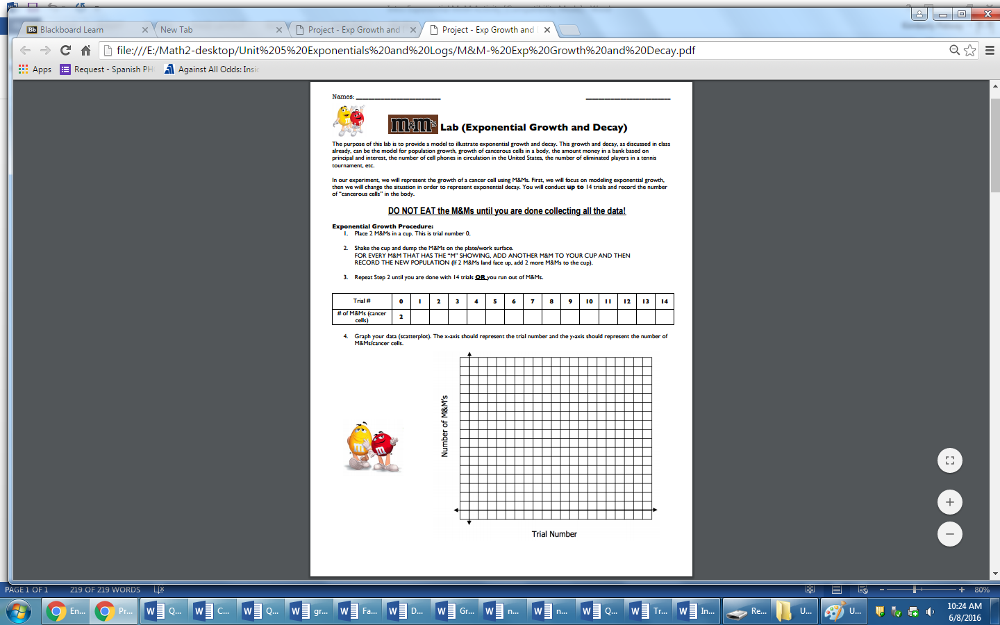 Blackboard Learn
New Tab
Project - Exp Growth and
Project - Exp Growth and
file:///E:/Math2-desktop/Unit%205%20Exponentials%20and%20Logs/M&M-%20Exp%20Growth%20and%20Decay.pdf
Apps
Request - Spanish PH
Against All Odds: Insid
Names:
m&m's Lab (Exponential Growth and Decay)
The purpose of this lab is to provide a model to illustrate exponential growth and decay. This growth and decay, as discussed in class
already, can be the model for population growth, growth of cancerous cells in a body, the amount money in a bank based on
principal and interest, the number of cell phones in circulation in the United States, the number of eliminated players in a tennis
tournament, etc.
In our experiment, we will represent the growth of a cancer cell using M&Ms. First, we will focus on modeling exponential growth,
then we will change the situation in order to represent exponential decay. You will conduct up to 14 trials and record the number
of "cancerous cells" in the body.
DO NOT EAT the M&Ms until you are done collecting all the data!
Exponential Growth Procedure:
1. Place 2 M&Ms in a cup. This is trial number 0.
2. Shake the cup and dump the M&Ms on the plate/work surface.
FOR EVERY M&M THAT HAS THE "M" SHOWING, ADD ANOTHER M&M TO YOUR CUP AND THEN
RECORD THE NEW POPULATION (If 2 M&Ms land face up, add 2 more M&Ms to the cup).
3. Repeat Step 2 until you are done with 14 trials OR you run out of M&Ms.
Trial # 0 1 2 3 4 5 6 7 8 9 10 11 12 13 14
# of M&Ms (cancer
cells) 2
4. Graph your data (scatterplot). The x-axis should represent the trial number and the y-axis should represent the number of
M&Ms/cancer cells.
Number of M&M's
Trial Number
PAGE 1 OF 1 219 OF 219 WORDS 80%
En... Pr... Q... C... Q... gr... Fa... D... Gr... n... n... Q... Tr... In... Re... U... U...
10:24 AM
6/8/2016